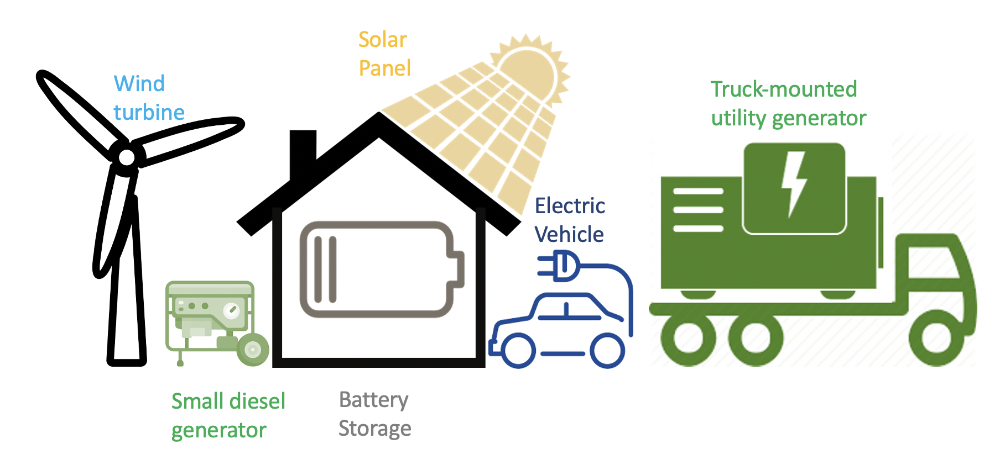 Wind
turbine
Solar
Panel
Truck-mounted
utility generator
Electric
Vehicle
Small diesel
generator
Battery
Storage